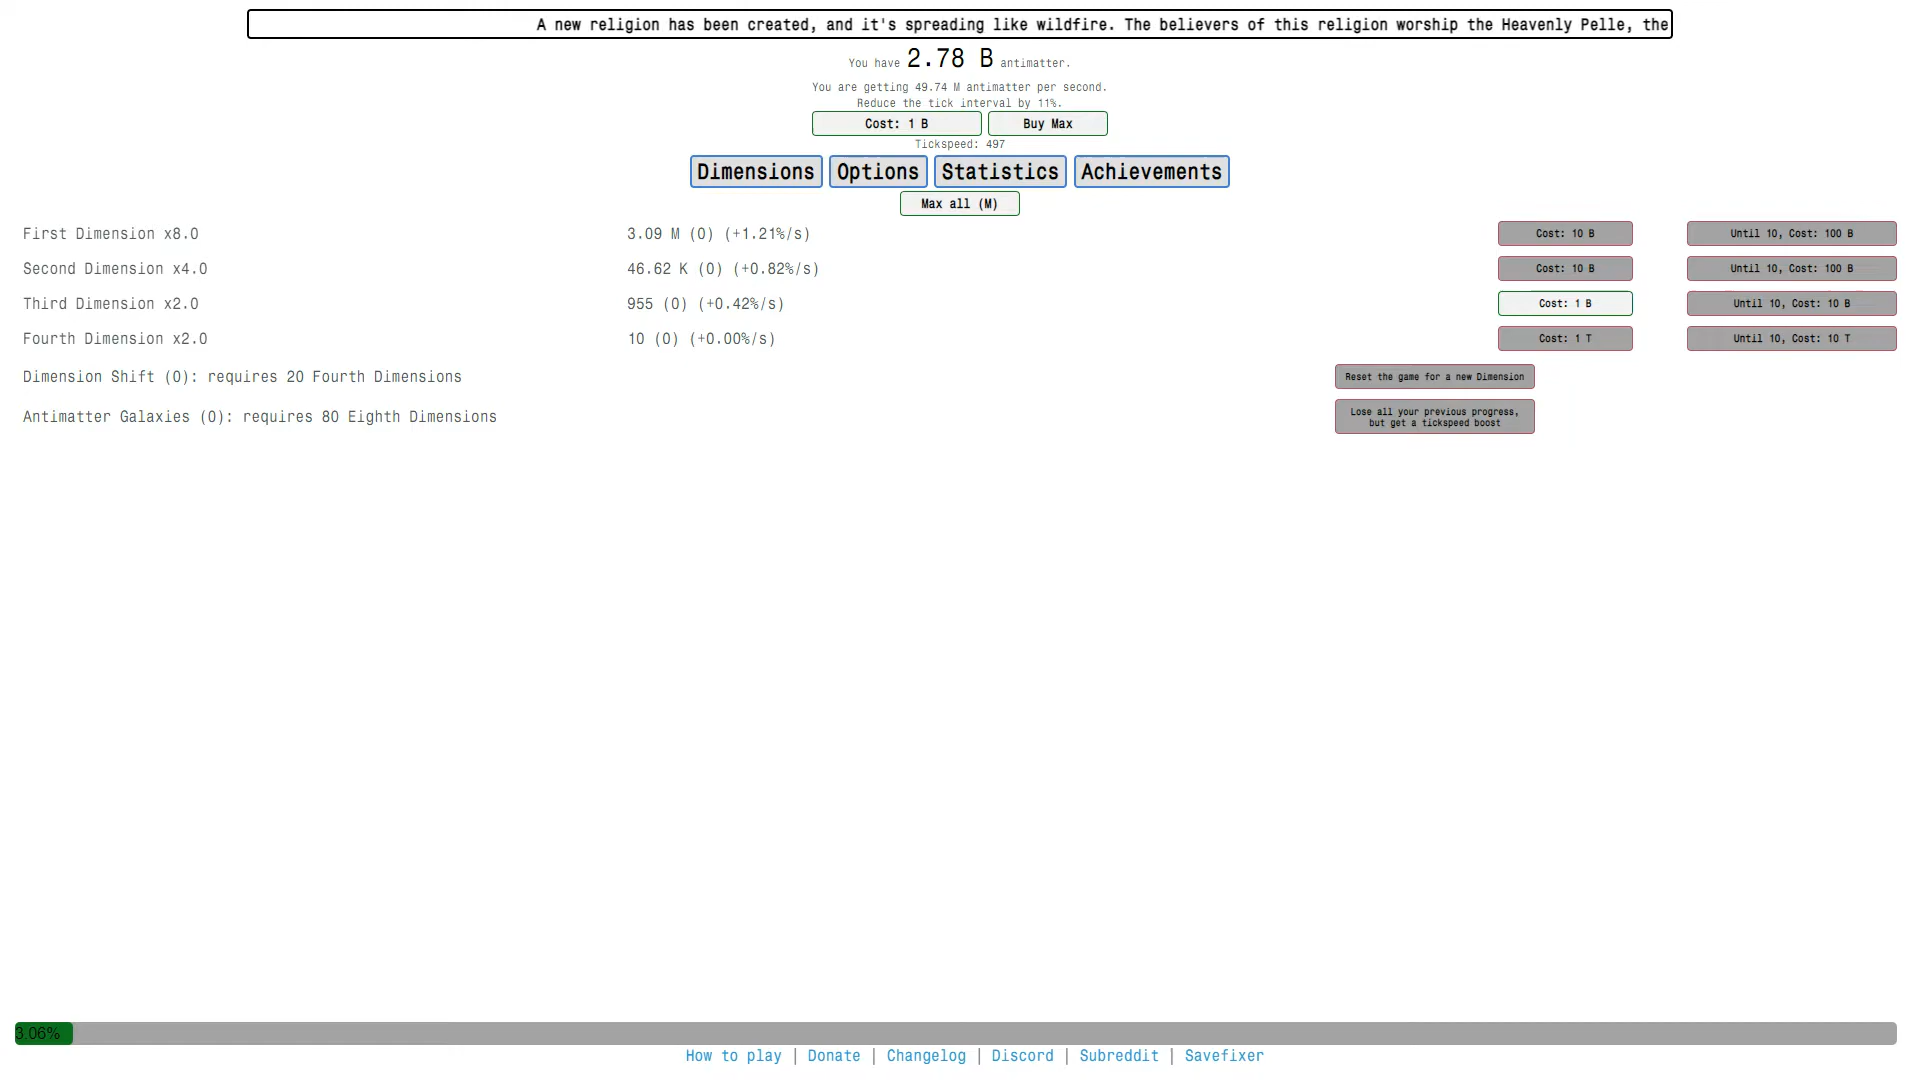 A new religion has been created, and it's spreading like wildfire. The believers of this religion worship the Heavenly Pelle, the
You have 2.78 B antimatter.
You are getting 49.74 M antimatter per second.
Reduce the tick interval by 11%.
Cost: 1 B Buy Max
Tickspeed: 497
Dimensions Options Statistics Achievements
Max all (M)
First Dimension x8.0 3.09 M (0) (+1.21%/s) Cost: 10 B Until 10, Cost: 100 B
Second Dimension x4.0 46.62 K (0) (+0.82%/s) Cost: 10 B Until 10, Cost: 100 B
Third Dimension x2.0 955 (0) (+0.42%/s) Cost: 1 B Until 10, Cost: 10 B
Fourth Dimension x2.0 10 (0) (+0.00%/s) Cost: 1 T Until 10, Cost: 10 T
Dimension Shift (0): requires 20 Fourth Dimensions Reset the game for a new Dimension
Antimatter Galaxies (0): requires 80 Eighth Dimensions Lose all your previous progress,
but get a tickspeed boost
3.06%
How to play | Donate | Changelog | Discord | Subreddit | Savefixer